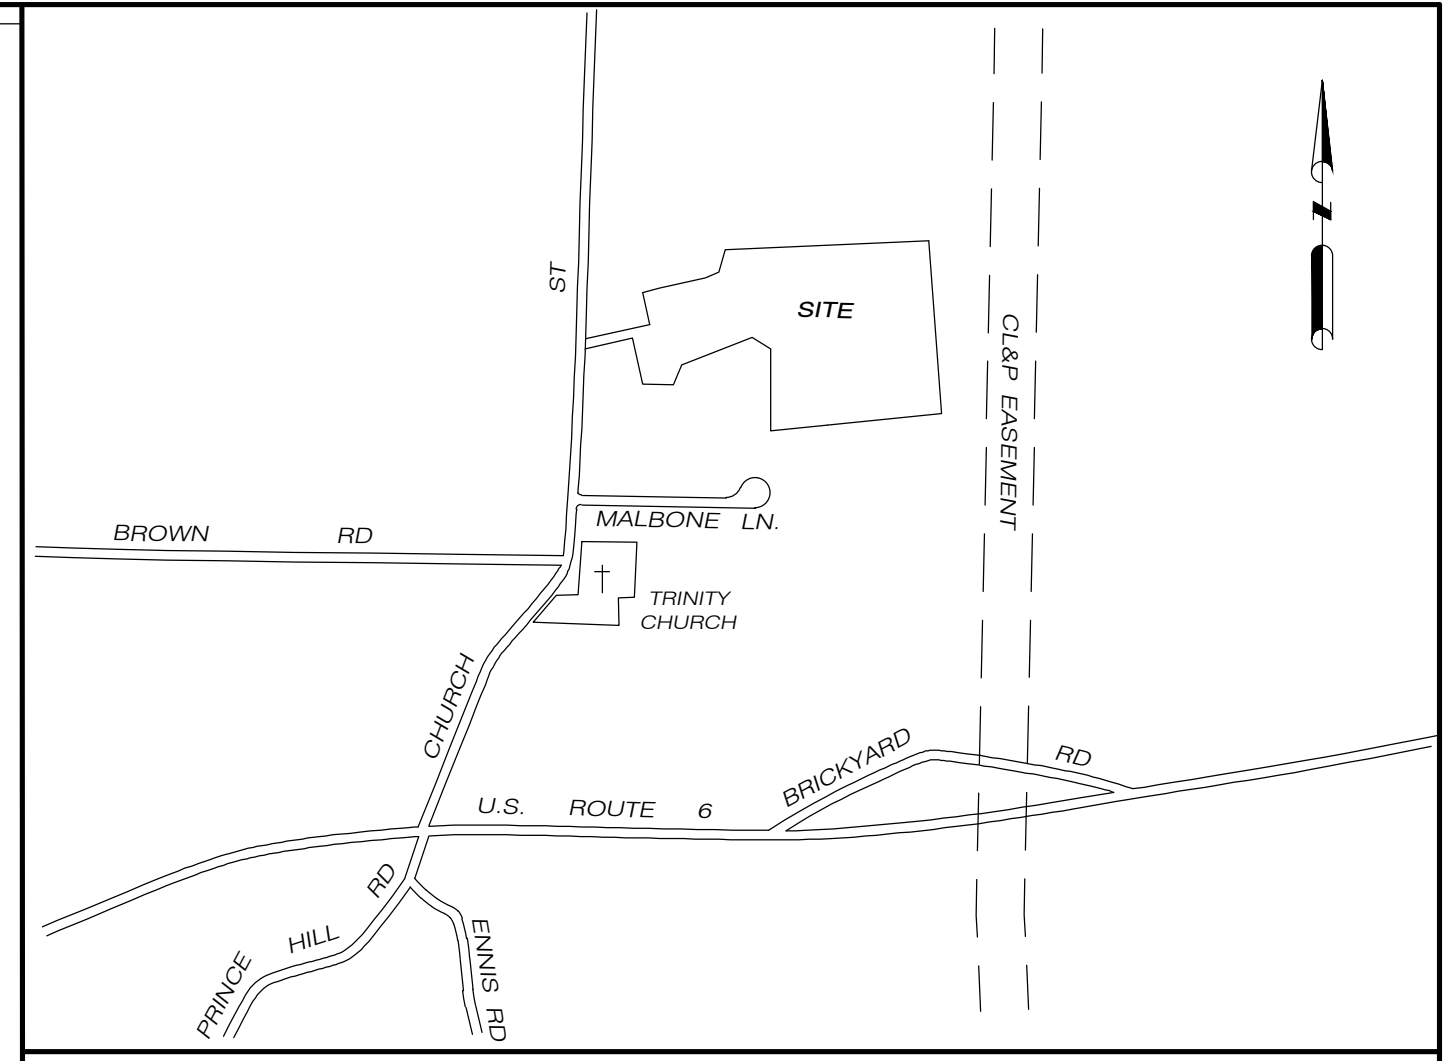 ST
SITE
CL&P EASEMENT
N
BROWN RD
MALBONE LN.
TRINITY
CHURCH
CHURCH
BRICKYARD RD
U.S. ROUTE 6
PRINCE HILL RD
ENNIS RD